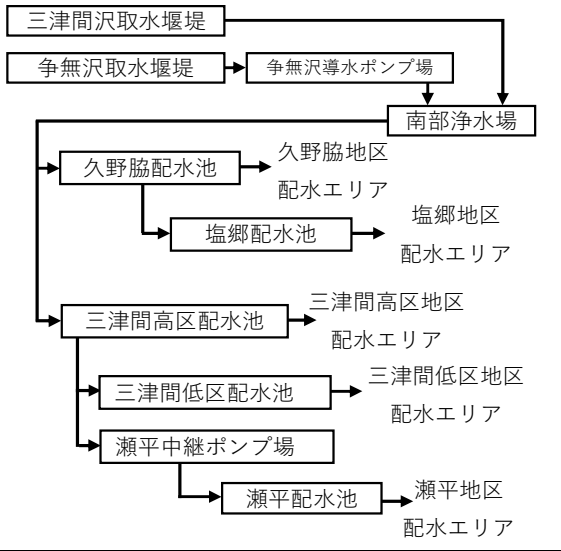 三津間沢取水堰堤
争無沢取水堰堤
争無沢導水ポンプ場
南部浄水場
久野脇配水池
久野脇地区
配水エリア
塩郷配水池
塩郷地区
配水エリア
三津間高区配水池
三津間高区地区
配水エリア
三津間低区配水池
三津間低区地区
配水エリア
瀬平中継ポンプ場
瀬平配水池
瀬平地区
配水エリア